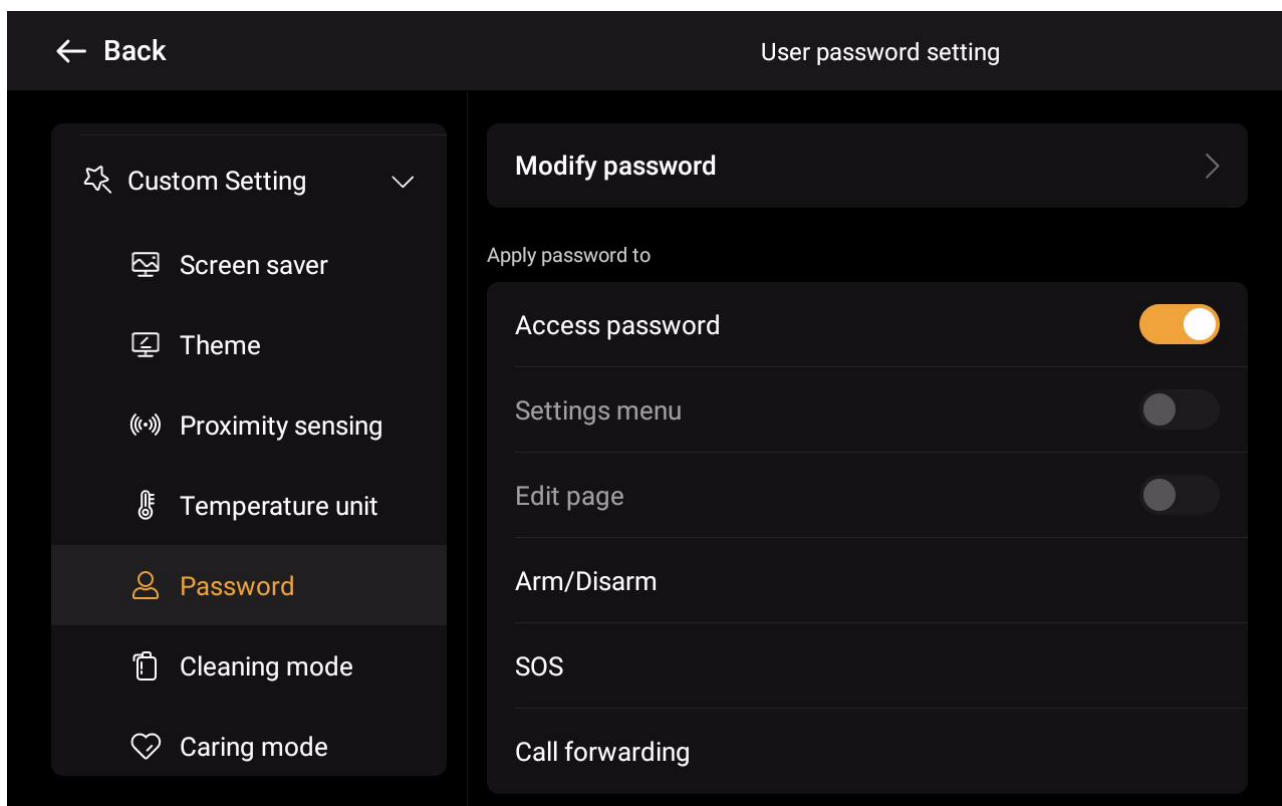 Back
User password setting
Custom Setting
Screen saver
Theme
Proximity sensing
Temperature unit
Password
Cleaning mode
Caring mode
Modify password
Apply password to
Access password
Settings menu
Edit page
Arm/Disarm
SOS
Call forwarding